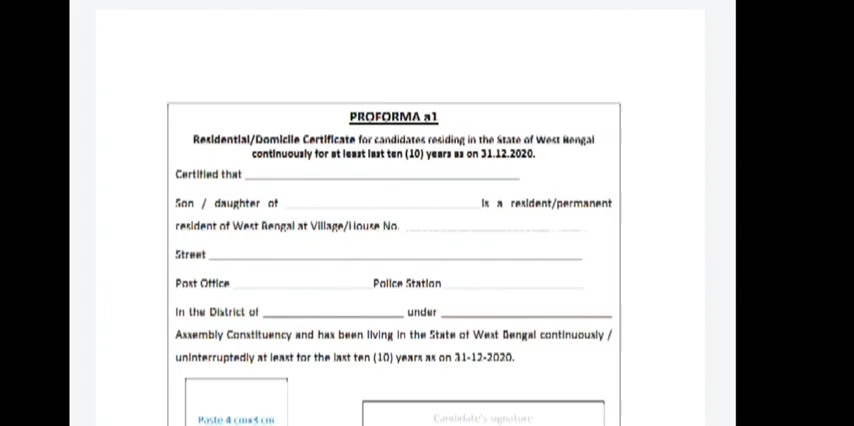 PROFORMA a1
Residential/Domicile Certificate for candidates residing in the State of West Bengal
continuously for at least last ten (10) years as on 31.12.2020.
Certified that
Son / daughter of is a resident/permanent
resident of West Bengal at Village/House No.
Street
Post Office Police Station
In the District of under
Assembly Constituency and has been living in the State of West Bengal continuously /
uninterruptedly at least for the last ten (10) years as on 31-12-2020.
Paste 4 cmx3 cm
Candidate's signature